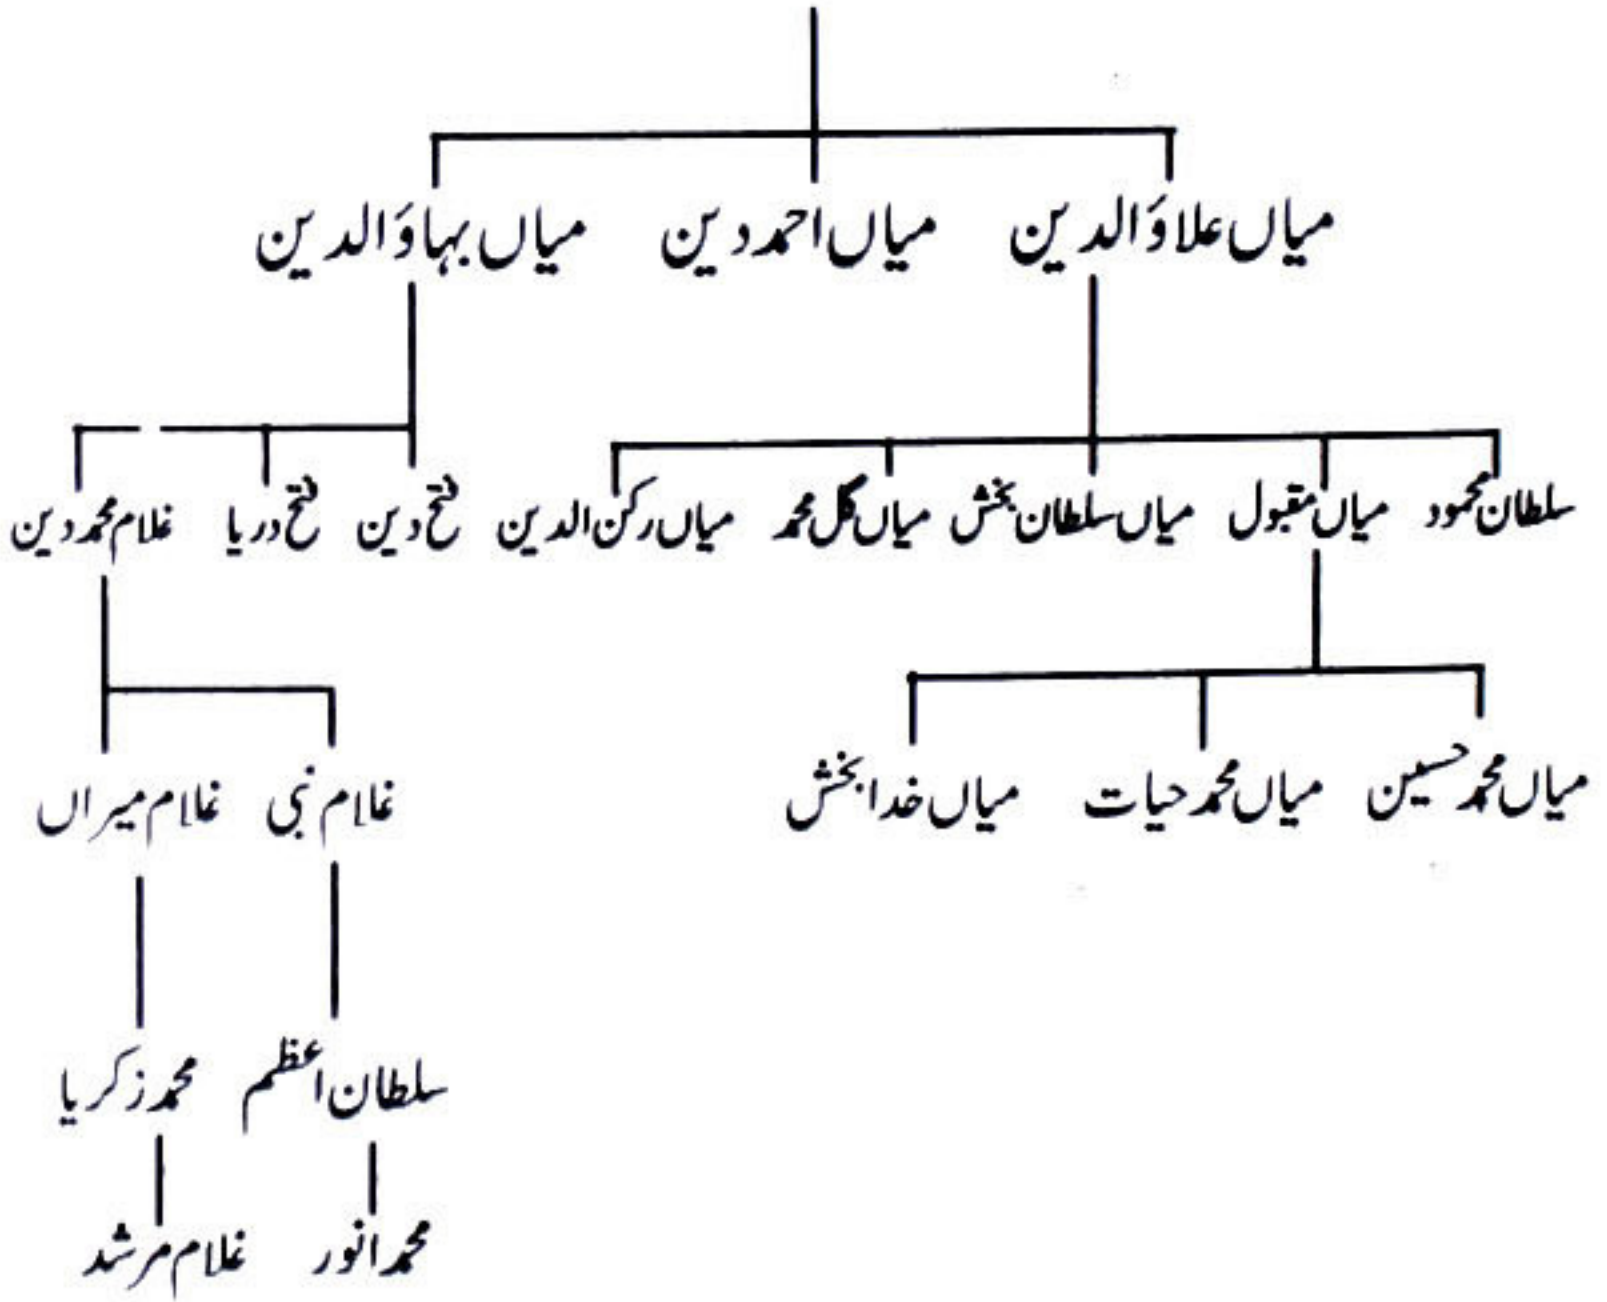 میاں علاؤالدین میاں احمد دین میاں بہاؤالدین
سلطان محمود میاں مقبول میاں سلطان بخش میاں گل محمد میاں رکن الدین فتح دین فتح دریا غلام محمد دین
میاں محمد حسین میاں محمد حیات میاں خدا بخش غلام نبی غلام میراں
سلطان اعظم محمد زکریا
محمد انور غلام مرشد